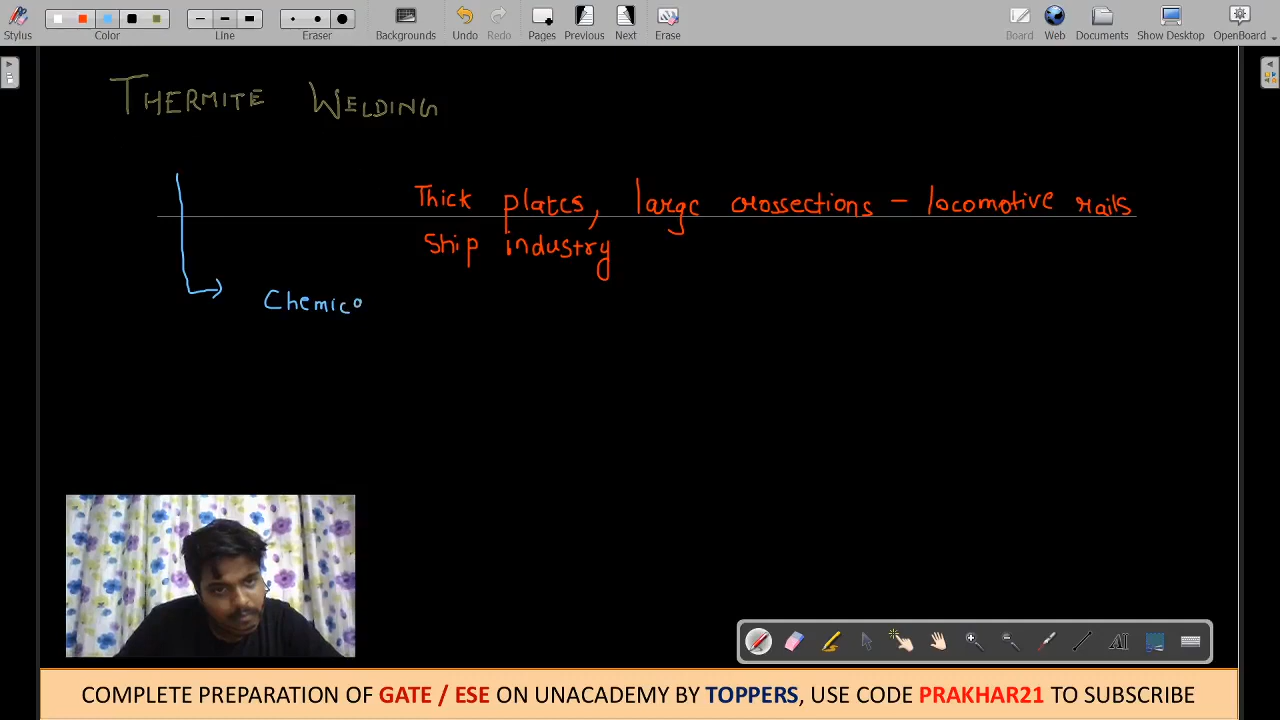 Stylus
Color
Line
Eraser
Backgrounds
Undo
Redo
Pages
Previous
Next
Erase
Board
Web
Documents
Show Desktop
OpenBoard
THERMITE WELDING
Thick plates, large crossections - locomotive rails
Ship industry
Chemico
AI
COMPLETE PREPARATION OF GATE / ESE ON UNACADEMY BY TOPPERS, USE CODE PRAKHAR21 TO SUBSCRIBE